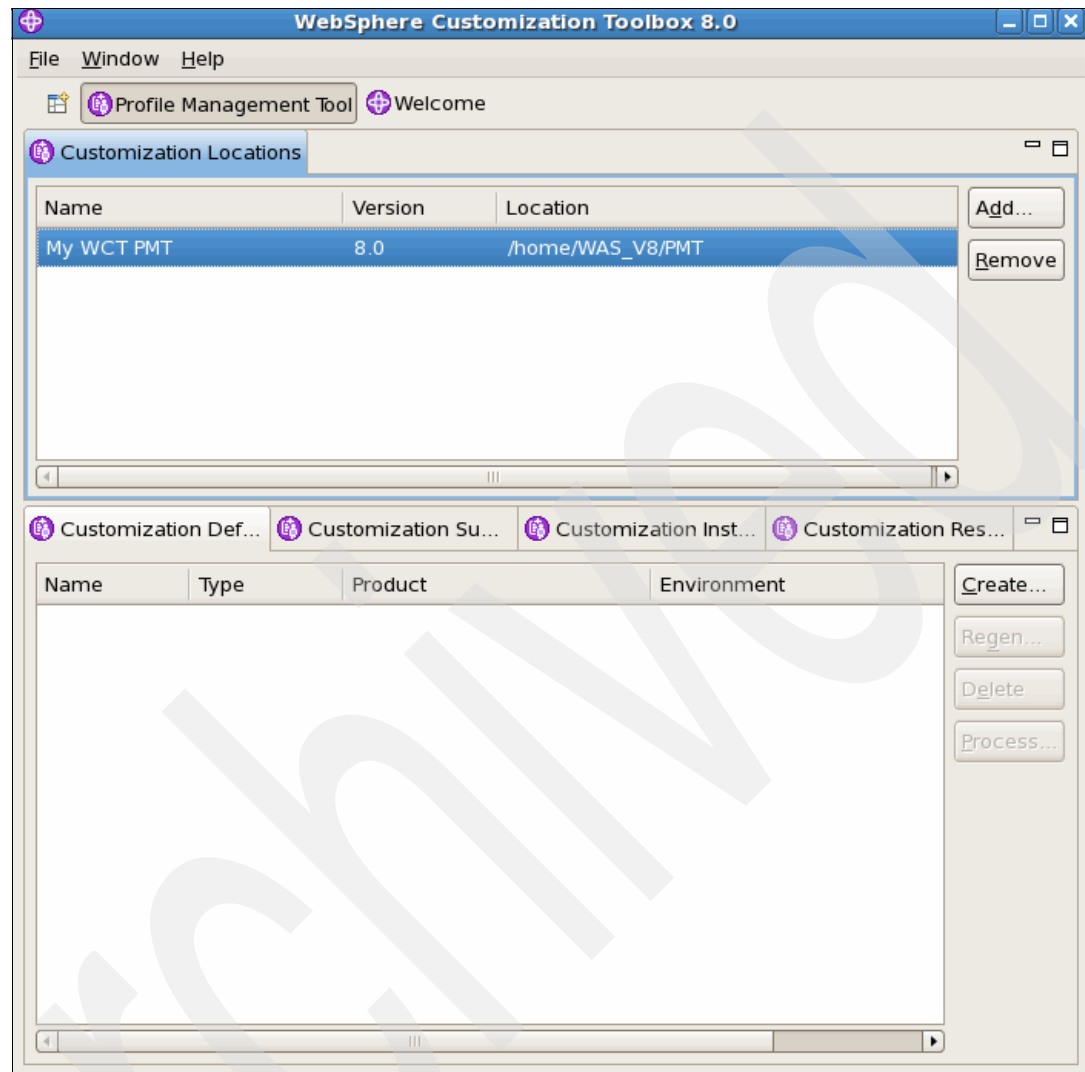 WebSphere Customization Toolbox 8.0
File Window Help
Profile Management Tool Welcome
Customization Locations
Name Version Location Add...
My WCT PMT 8.0 /home/WAS_V8/PMT Remove
Customization Def... Customization Su... Customization Inst... Customization Res...
Name Type Product Environment Create...
Regen...
Delete
Process...